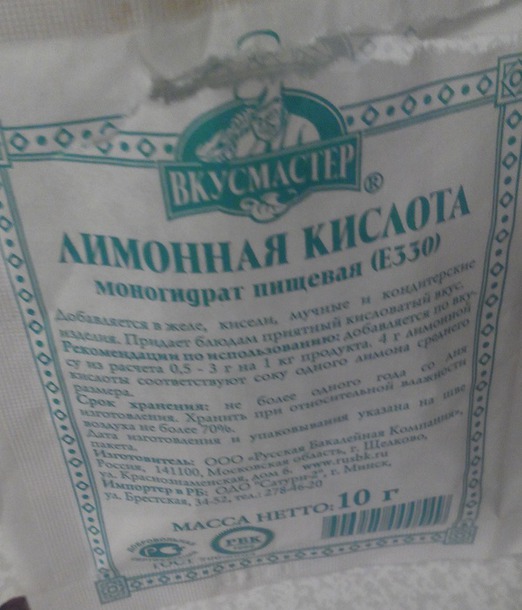 ВКУСМАСТЕР ®
ЛИМОННАЯ КИСЛОТА
моногидрат пищевая (Е330)
Добавляется в желе, кисели, мучные и кондитерские
изделия. Придает блюдам приятный кисловатый вкус.
Рекомендации по использованию: добавляется по вку-
су из расчета 0,5 - 3 г на 1 кг продукта. 4 г лимонной
кислоты соответствуют соку одного лимона среднего
размера.
Срок хранения: не более одного года со дня
изготовления. Хранить при относительной влажности
воздуха не более 70%.
Дата изготовления и упаковывания указана на шве
пакета.
Изготовитель: ООО «Русская Бакалейная Компания»,
Россия, 141100, Московская область, г. Щелково,
ул. Краснознаменская, дом 6. www.rusbk.ru
Импортер в РБ: ОДО "Сатурн-2", г. Минск,
ул. Брестская, 34-52, тел.: 278-46-20
МАССА НЕТТО: 10 г
ДОБРОВОЛЬНАЯ
РБК
ГОСТ